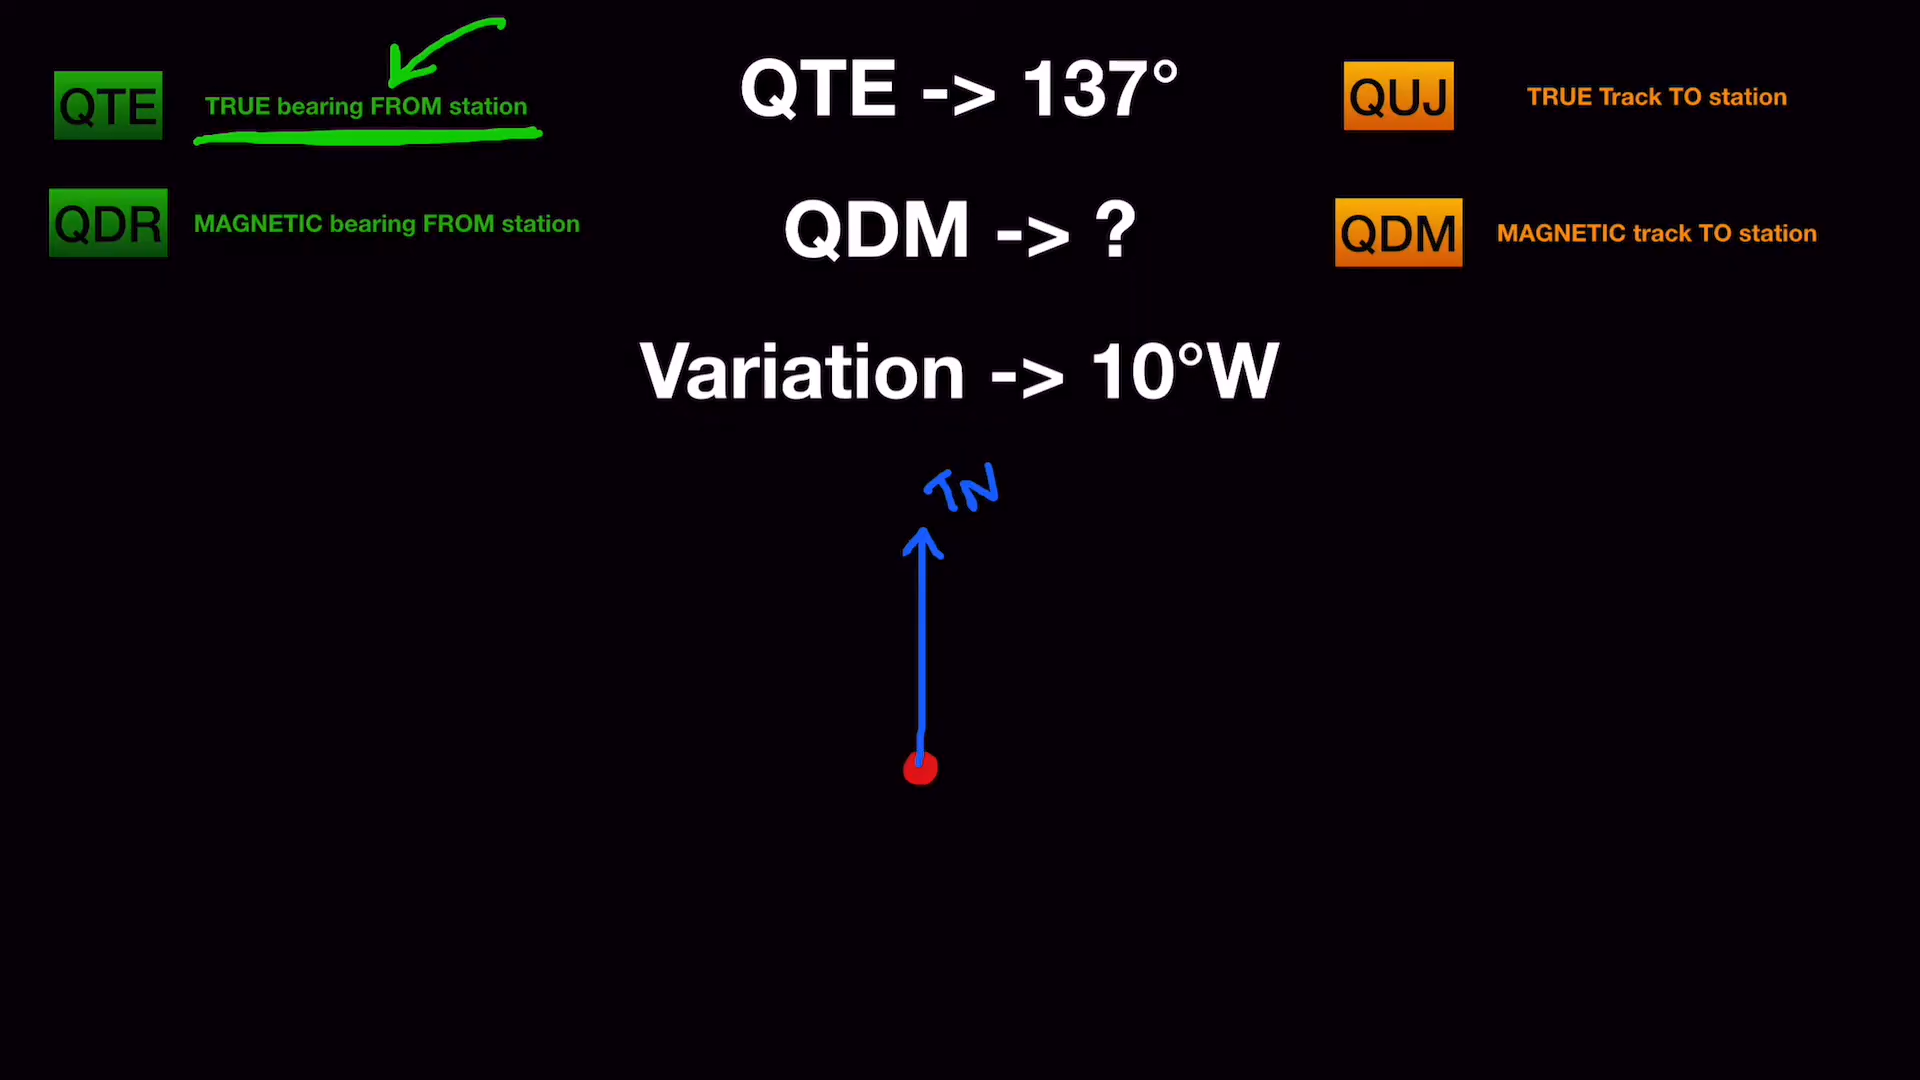 QTE
TRUE bearing FROM station
QTE -> 137°
QUJ
TRUE Track TO station
QDR
MAGNETIC bearing FROM station
QDM -> ?
QDM
MAGNETIC track TO station
Variation -> 10°W
TN